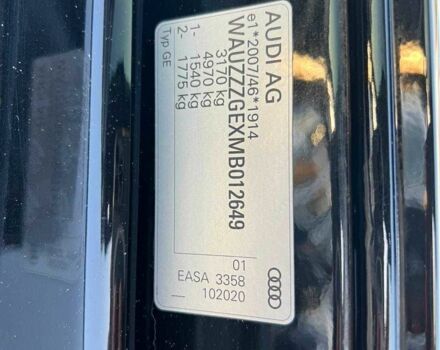 AUDI AG
e1*2007/46*1914
WAUZZZGEXMB012649
3170 kg
4970 kg
1- 1540 kg
2- 1775 kg
Typ GE
01
EASA 3358
102020